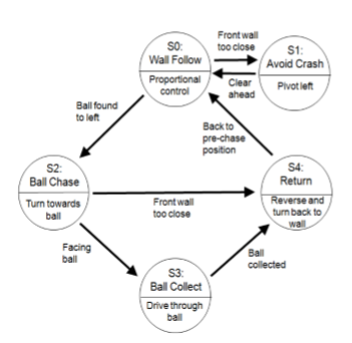 Front wall
too close
S0:
Wall Follow
Proportional
control
S1:
Avoid Crash
Pivot left
Clear
ahead
Ball found
to left
Back to
pre-chase
position
S2:
Ball Chase
Turn towards
ball
Front wall
too close
S4:
Return
Reverse and
turn back to
wall
Facing
ball
Ball
collected
S3:
Ball Collect
Drive through
ball